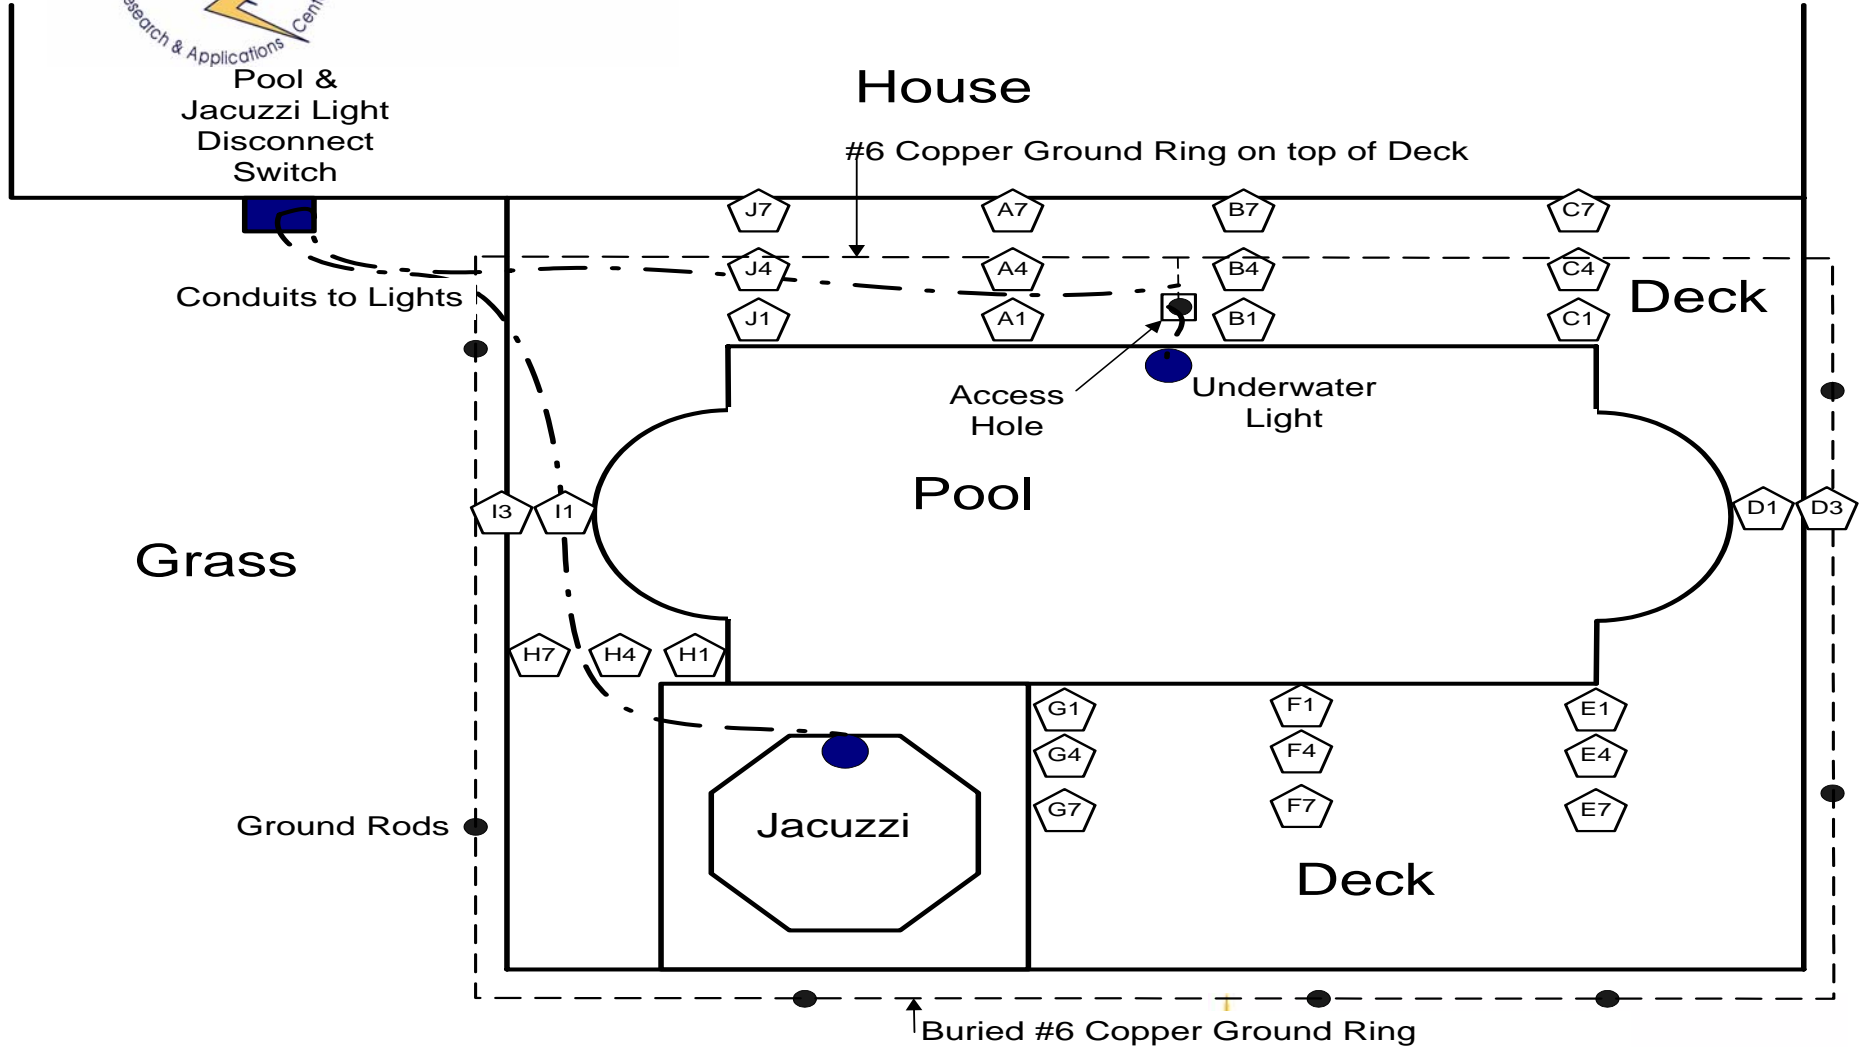 esearch & Applications Cent
Pool &
Jacuzzi Light
Disconnect
Switch
House
#6 Copper Ground Ring on top of Deck
J7
A7
B7
C7
J4
A4
B4
C4
Conduits to Lights
Deck
J1
A1
B1
C1
Access
Hole
Underwater
Light
Pool
I3
I1
D1
D3
Grass
H7
H4
H1
G1
F1
E1
G4
F4
E4
G7
F7
E7
Jacuzzi
Ground Rods
Deck
Buried #6 Copper Ground Ring